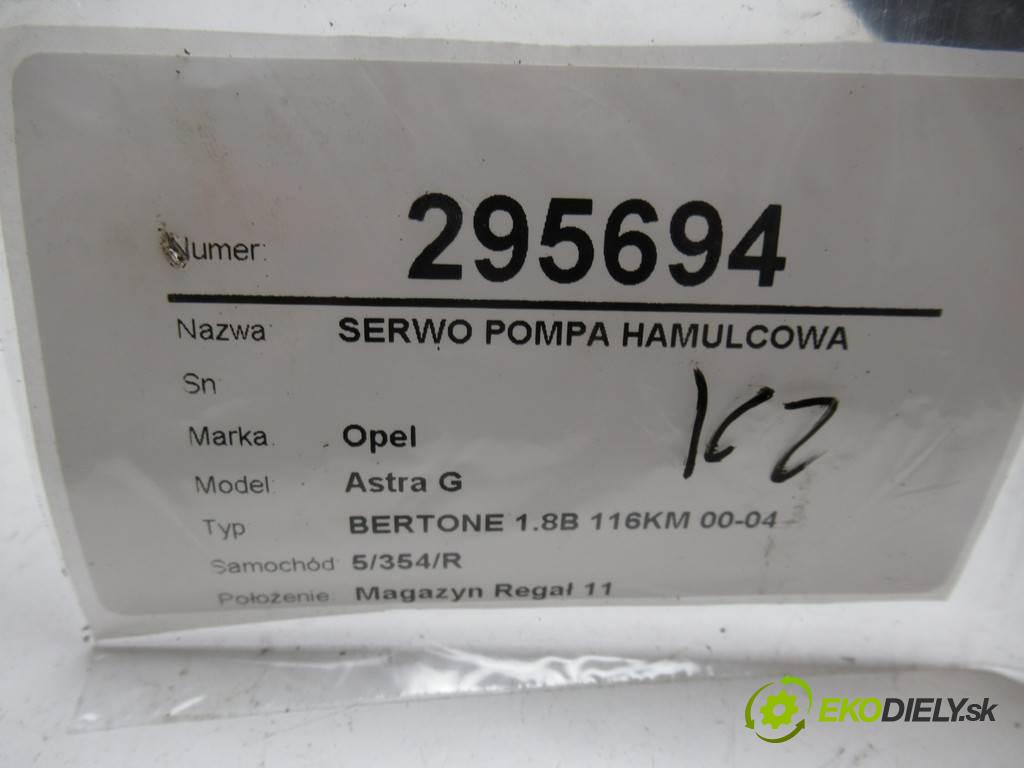 Numer: 295694
Nazwa SERWO POMPA HAMULCOWA
Sn
Marka: Opel
Model: Astra G
Typ BERTONE 1.8B 116KM 00-04
Samochód 5/354/R
Położenie: Magazyn Regał 11
EKODIELY.sk